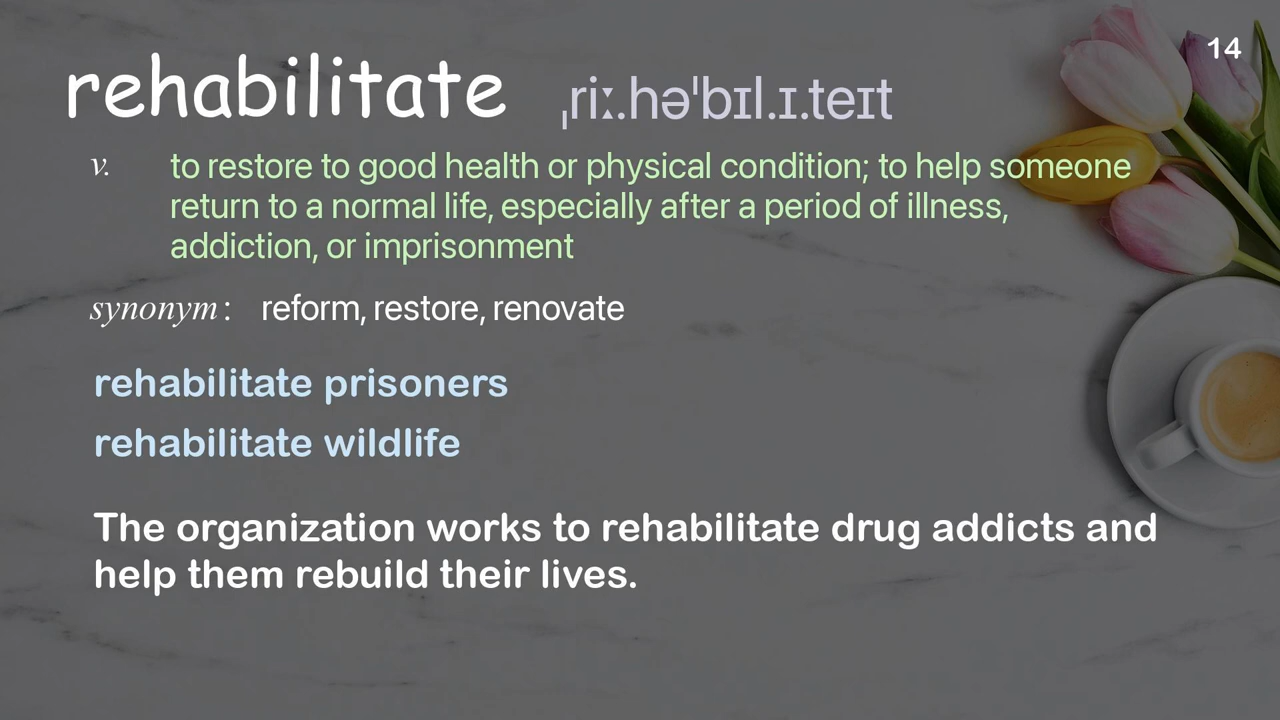 14
rehabilitate ˌriː.həˈbɪl.ɪ.teɪt
v. to restore to good health or physical condition; to help someone
return to a normal life, especially after a period of illness,
addiction, or imprisonment
synonym : reform, restore, renovate
rehabilitate prisoners
rehabilitate wildlife
The organization works to rehabilitate drug addicts and
help them rebuild their lives.